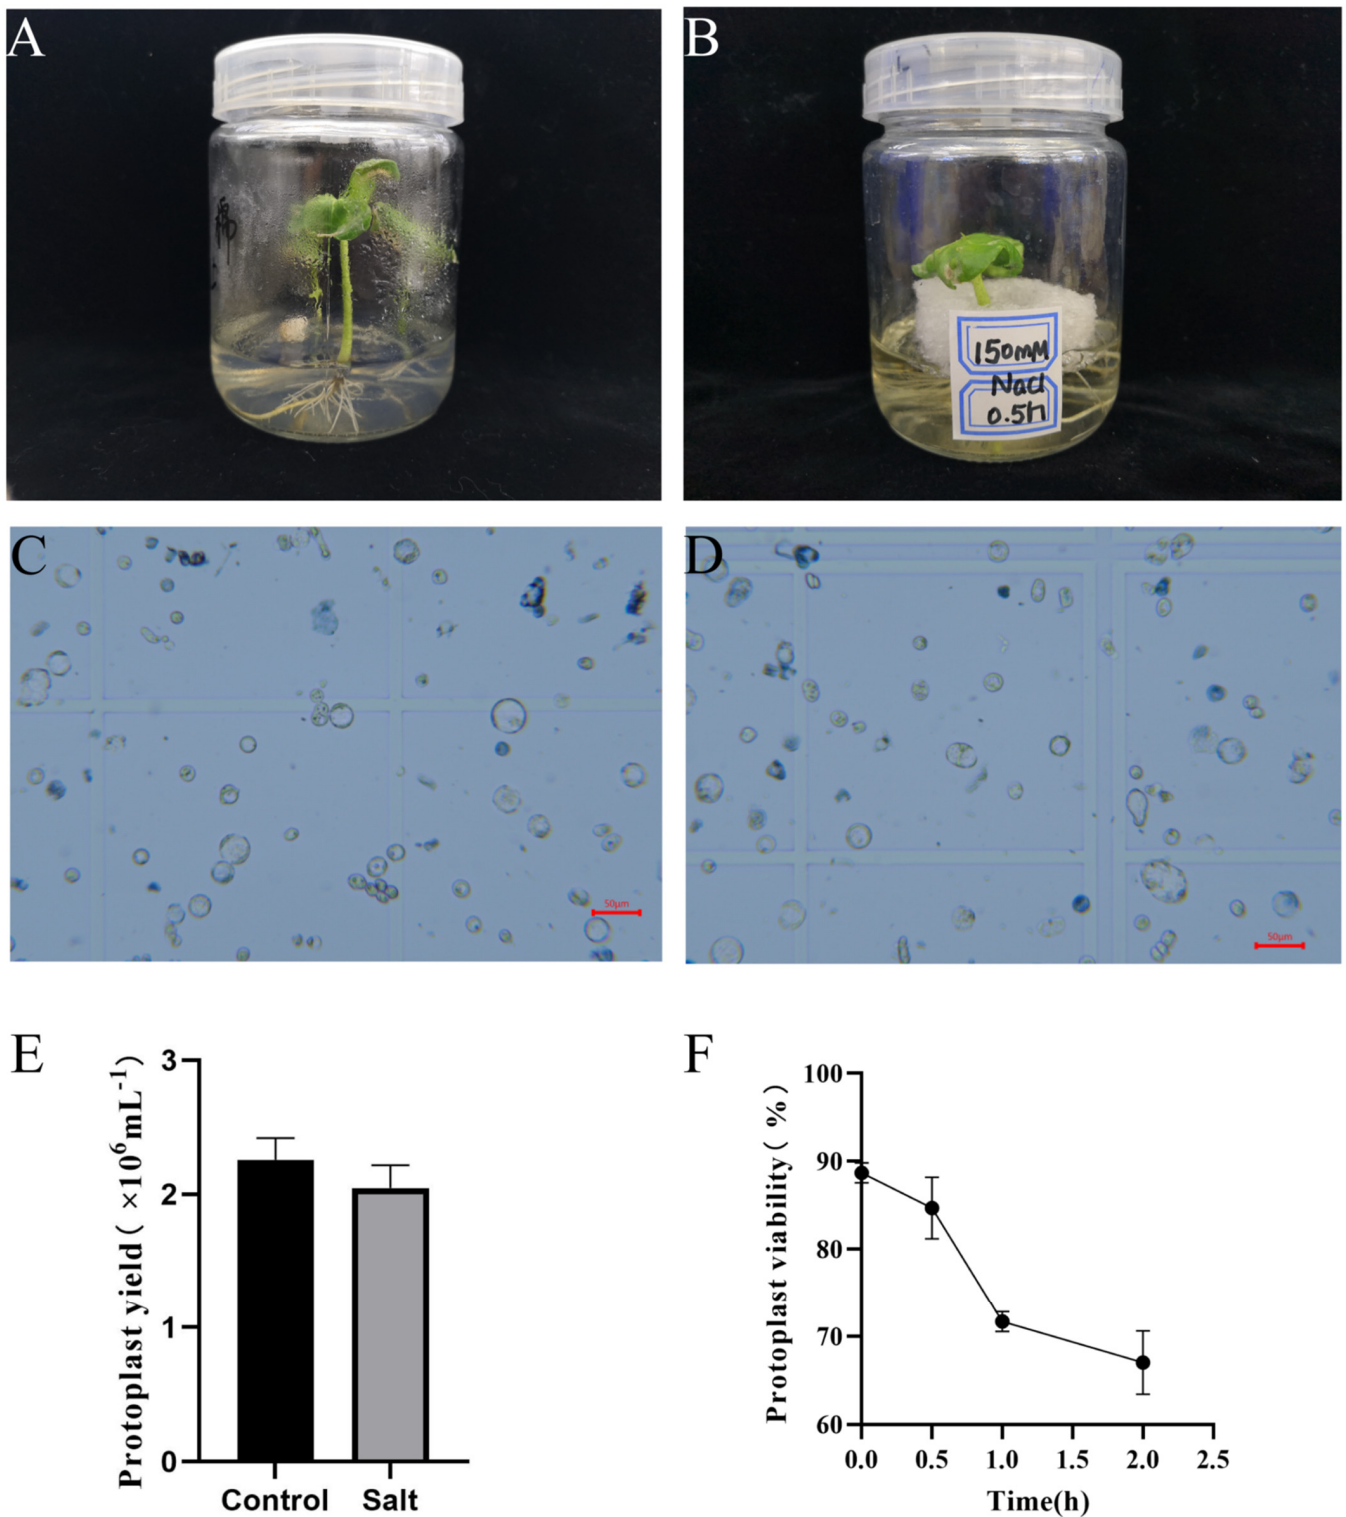 A
B
棉
150mM
NaCl
0.5h
C
50μm
D
50μm
E
Protoplast yield( ×10⁶mL⁻¹)
3
2
1
0
Control
Salt
F
Protoplast viability( %)
100
90
80
70
60
0.0
0.5
1.0
1.5
2.0
2.5
Time(h)